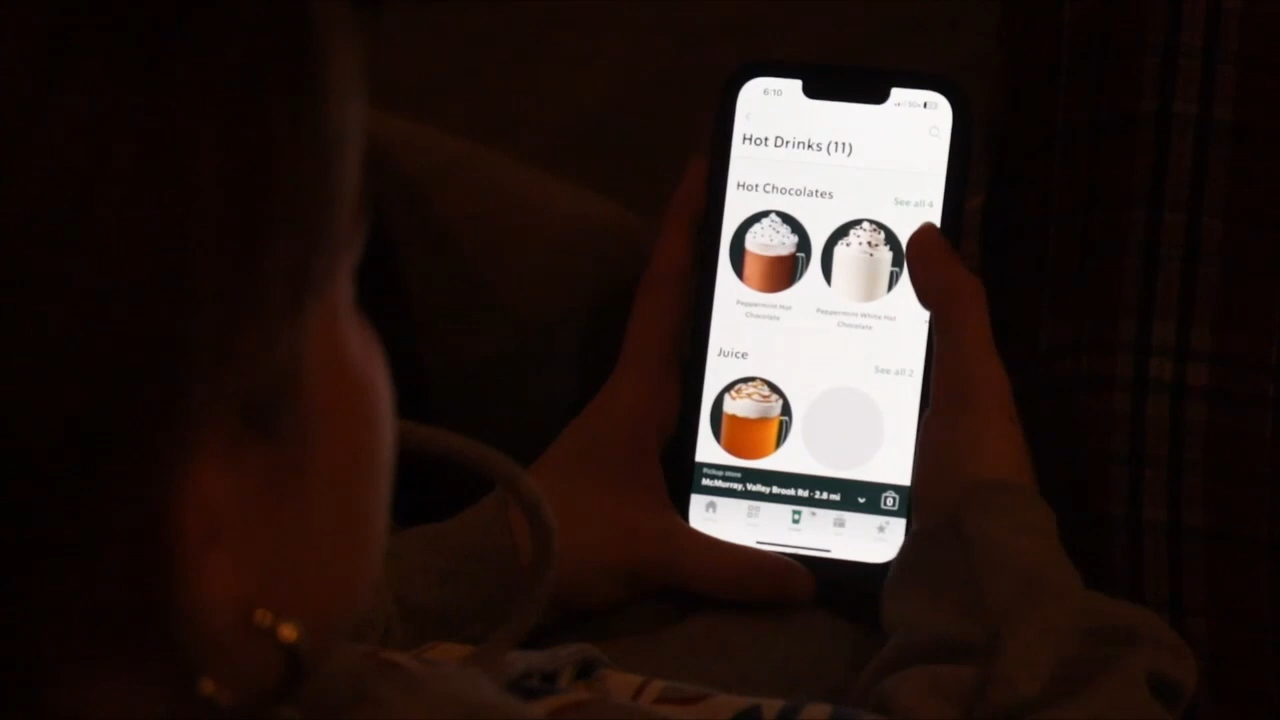 6:10
Hot Drinks (11)
Hot Chocolates
See all 4
Peppermint Hot
Chocolate
Peppermint White Hot
Chocolate
Juice
See all 2
Pickup store
McMurray, Valley Brook Rd · 2.8 mi
0